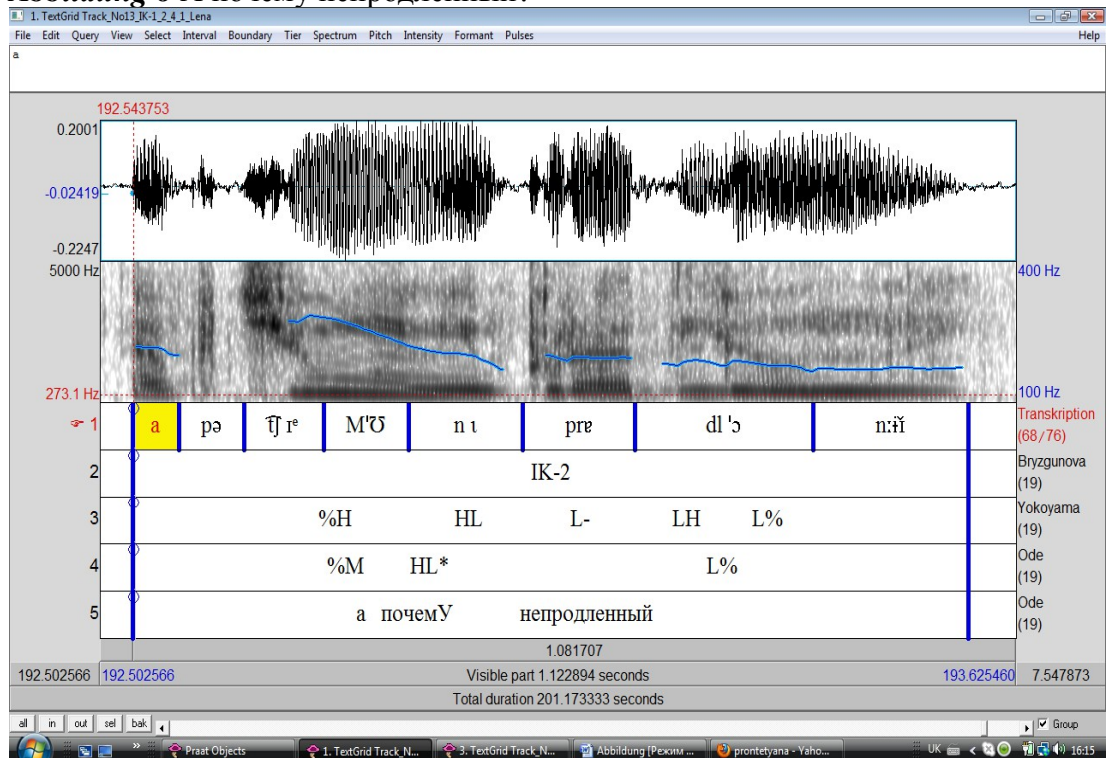 1. TextGrid Track_No13_IK-1_2_4_1_Lena
File Edit Query View Select Interval Boundary Tier Spectrum Pitch Intensity Formant Pulses Help
a
192.543753
0.2001
-0.02419
-0.2247
5000 Hz 400 Hz
273.1 Hz 100 Hz
1 a pə t͡ʃ ɪᵉ M'Ʊ n ɩ prɐ dl 'ɔ n:ɨ̆ĭ Transkription (68/76)
2 IK-2 Bryzgunova (19)
3 %H HL L- LH L% Yokoyama (19)
4 %M HL* L% Ode (19)
5 а почемУ непродленный Ode (19)
1.081707
192.502566 192.502566 Visible part 1.122894 seconds 193.625460 7.547873
Total duration 201.173333 seconds
all in out sel bak Group
Praat Objects 1. TextGrid Track_N... 3. TextGrid Track_N... Abbildung [Режим ... prontetyana - Yaho... UK 16:15